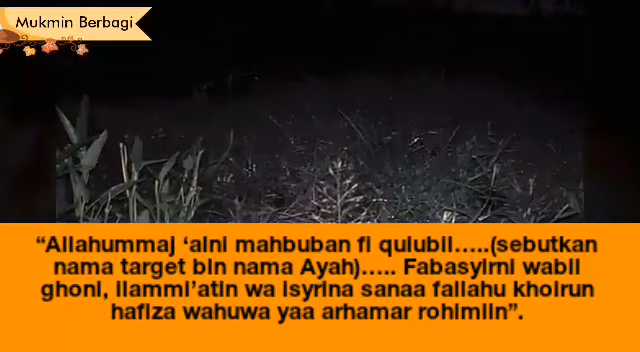 Mukmin Berbagi
“Allahummaj ‘alni mahbuban fi qulubil.....(sebutkan
nama target bin nama Ayah)..... Fabasyirni wabil
ghoni, ilammi’atin wa isyrina sanaa fallahu khoirun
hafiza wahuwa yaa arhamar rohimiin”.